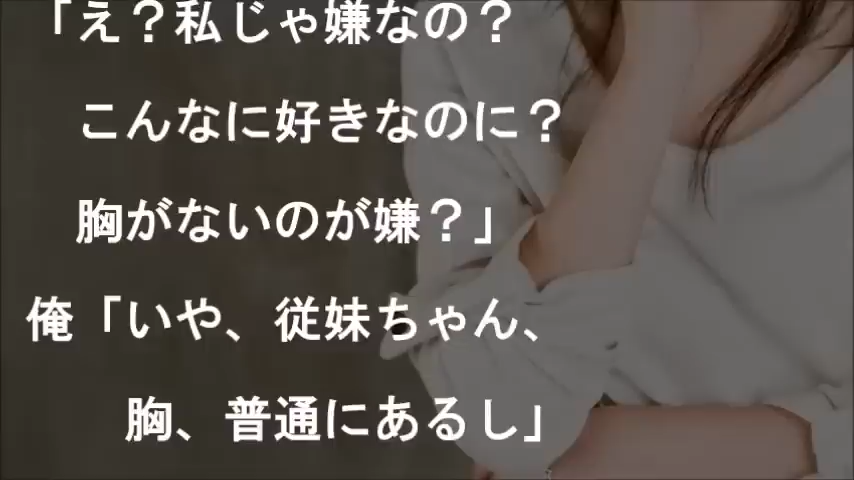 「え？私じゃ嫌なの？
こんなに好きなのに？
胸がないのが嫌？」
俺「いや、従妹ちゃん、
胸、普通にあるし」